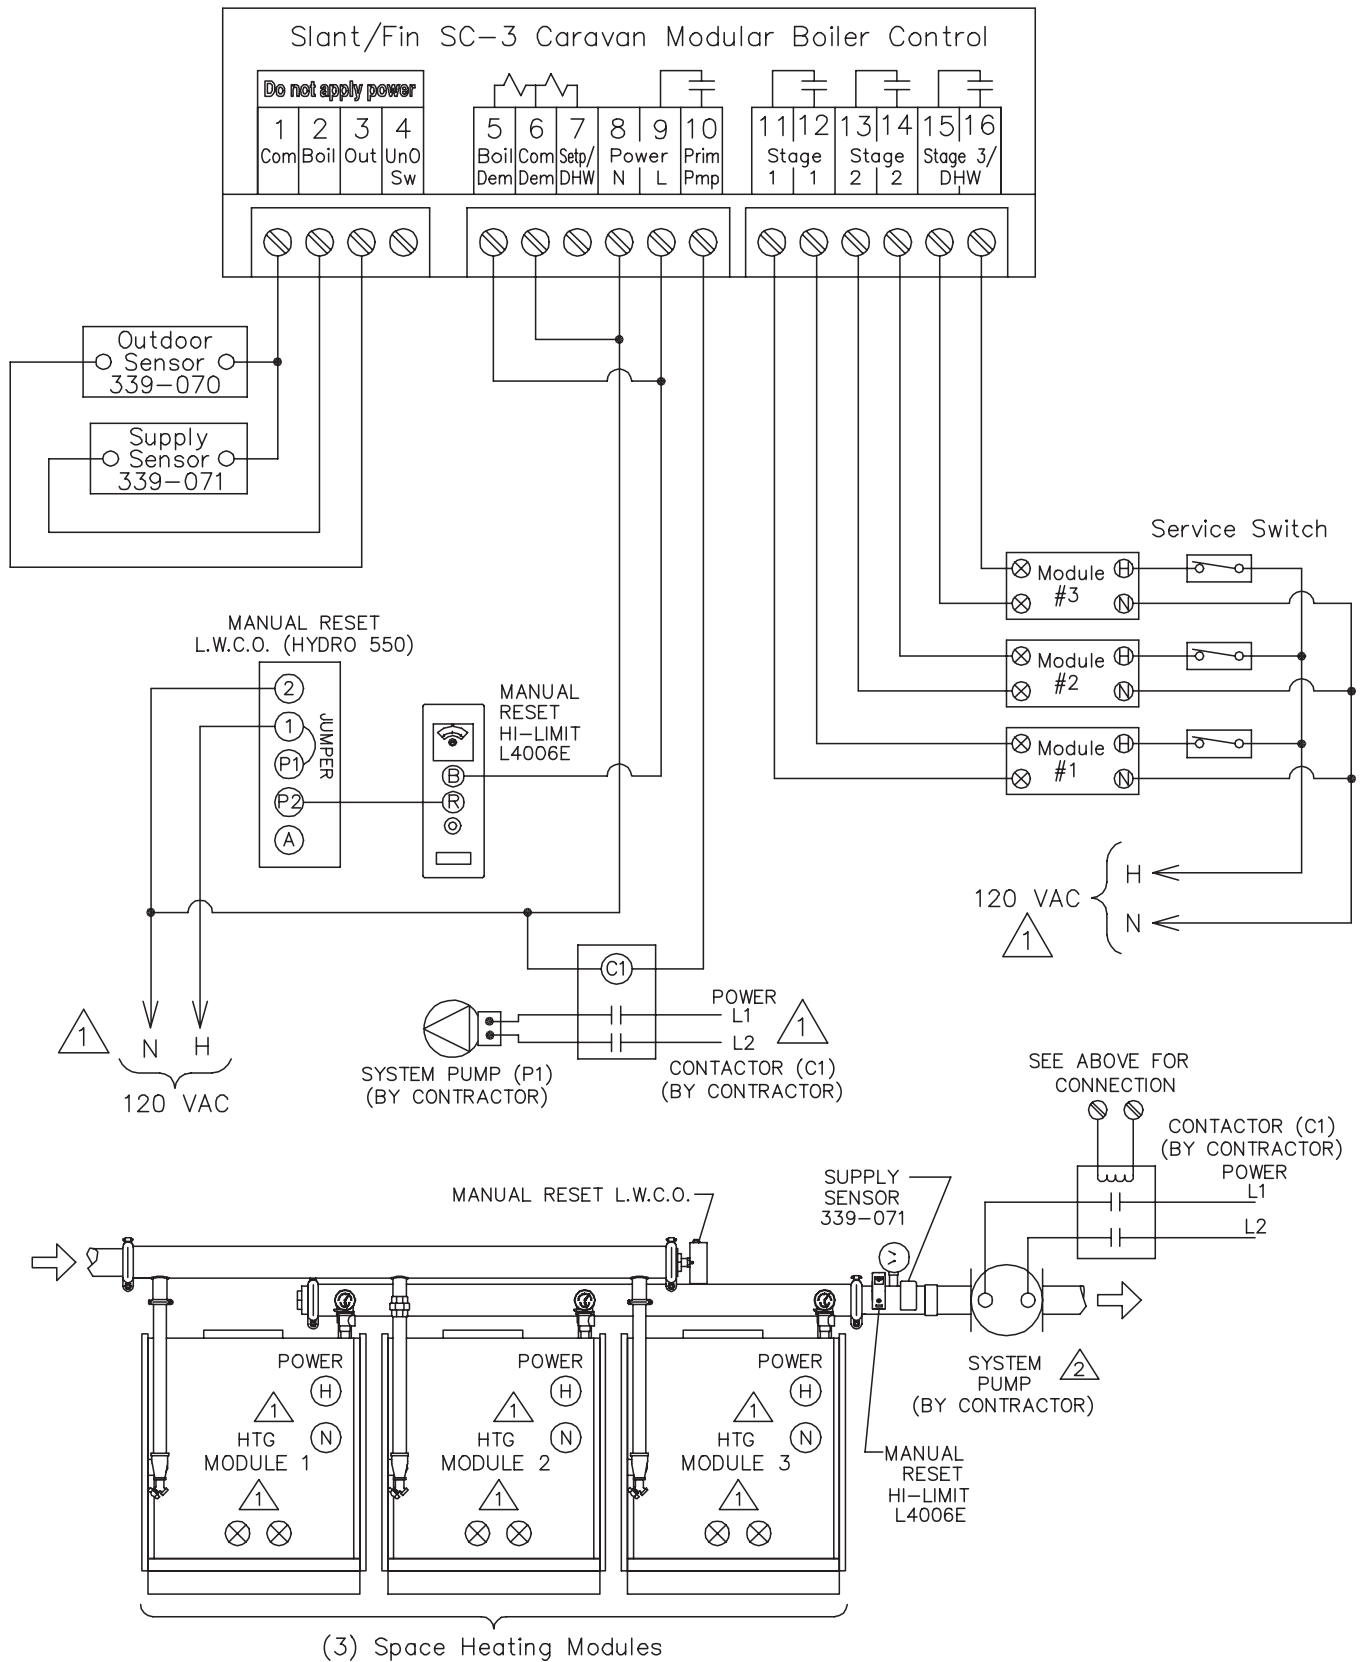 Slant/Fin SC-3 Caravan Modular Boiler Control
Do not apply power
1 2 3 4
Com Boil Out UnO
Sw
5 6 7 8 9 10
Boil Com Setp/ Power Prim
Dem Dem DHW N L Pmp
11 12 13 14 15 16
Stage Stage Stage 3/
1 1 2 2 DHW
Outdoor
Sensor
339-070
Supply
Sensor
339-071
Service Switch
Module H
#3 N
Module H
#2 N
Module H
#1 N
MANUAL RESET
L.W.C.O. (HYDRO 550)
2
1
P1
P2
A
JUMPER
MANUAL
RESET
HI-LIMIT
L4006E
B
R
120 VAC
H
N
1
C1
POWER
L1
L2
1
CONTACTOR (C1)
(BY CONTRACTOR)
SYSTEM PUMP (P1)
(BY CONTRACTOR)
1
N H
120 VAC
SEE ABOVE FOR
CONNECTION
CONTACTOR (C1)
(BY CONTRACTOR)
POWER
L1
L2
MANUAL RESET L.W.C.O.
SUPPLY
SENSOR
339-071
SYSTEM
PUMP
(BY CONTRACTOR)
2
MANUAL
RESET
HI-LIMIT
L4006E
POWER
H
1
N
HTG
MODULE 1
1
POWER
H
1
N
HTG
MODULE 2
1
POWER
H
1
N
HTG
MODULE 3
1
(3) Space Heating Modules